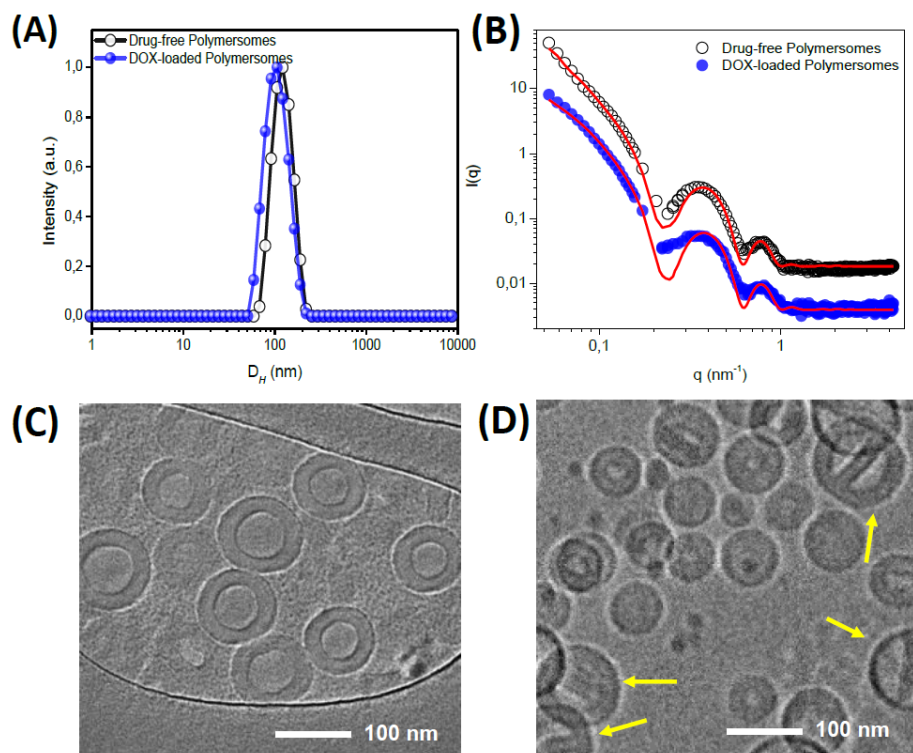 (A)
Drug-free Polymersomes
DOX-loaded Polymersomes
1,0
0,8
0,6
0,4
0,2
0,0
Intensity (a.u.)
1
10
100
1000
10000
D_H (nm)
(B)
Drug-free Polymersomes
DOX-loaded Polymersomes
10
1
0,1
0,01
I(q)
0,1
1
q (nm⁻¹)
(C)
100 nm
(D)
100 nm